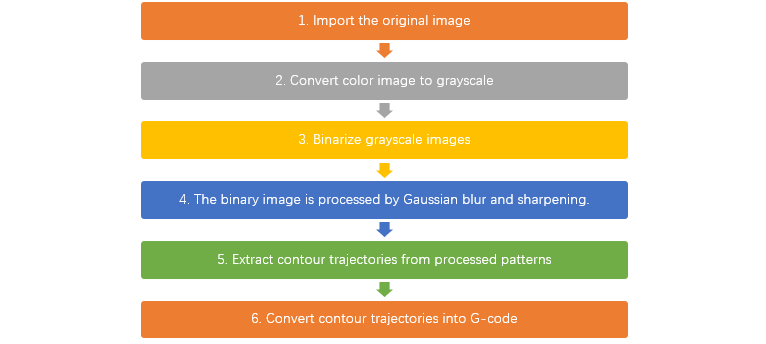 1. Import the original image
2. Convert color image to grayscale
3. Binarize grayscale images
4. The binary image is processed by Gaussian blur and sharpening.
5. Extract contour trajectories from processed patterns
6. Convert contour trajectories into G-code